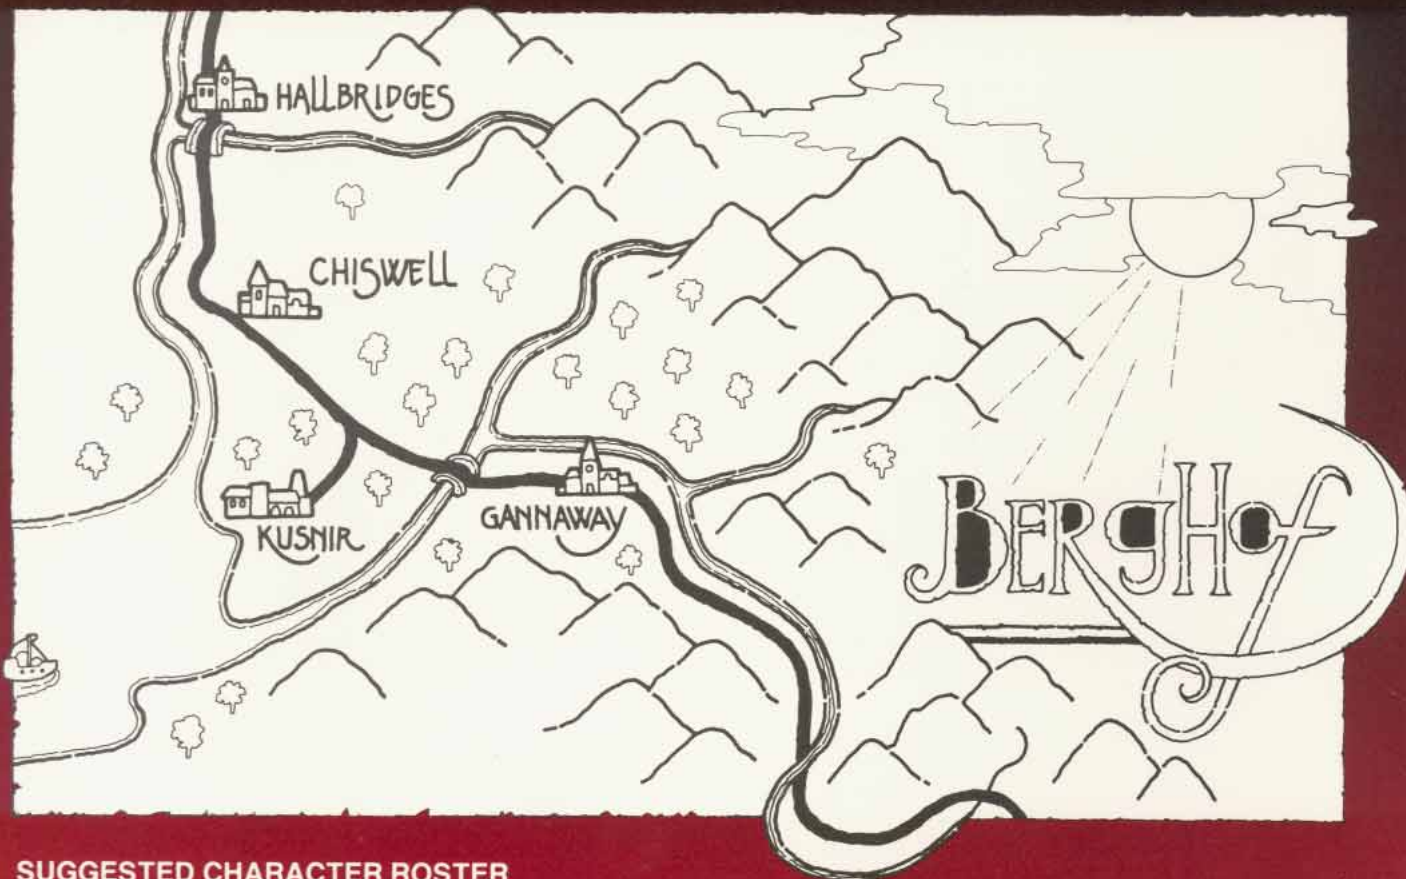 HALLBRIDGES
CHISWELL
KUSNIR
GANNAWAY
BERGHOF
SUGGESTED CHARACTER ROSTER